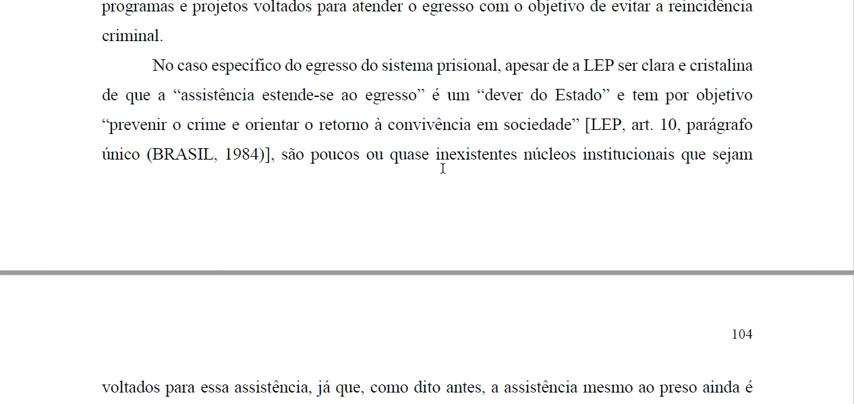 programas e projetos voltados para atender o egresso com o objetivo de evitar a reincidência
criminal.
No caso específico do egresso do sistema prisional, apesar de a LEP ser clara e cristalina
de que a “assistência estende-se ao egresso” é um “dever do Estado” e tem por objetivo
“prevenir o crime e orientar o retorno à convivência em sociedade” [LEP, art. 10, parágrafo
único (BRASIL, 1984)], são poucos ou quase inexistentes núcleos institucionais que sejam
104
voltados para essa assistência, já que, como dito antes, a assistência mesmo ao preso ainda é